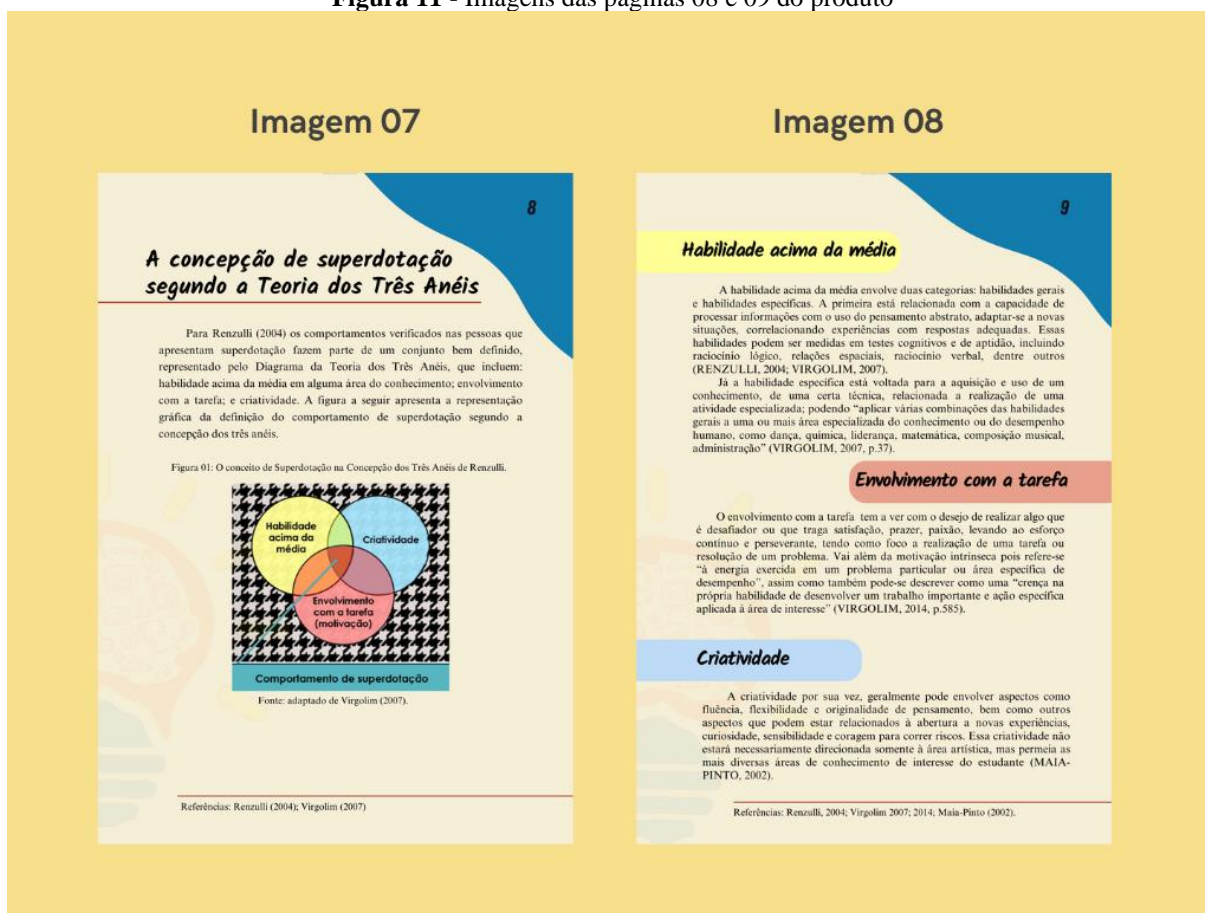 Figura 11 - Imagens das páginas 08 e 09 do produto
Imagem 07
8
A concepção de superdotação
segundo a Teoria dos Três Anéis
Para Renzulli (2004) os comportamentos verificados nas pessoas que
apresentam superdotação fazem parte de um conjunto bem definido,
representado pelo Diagrama da Teoria dos Três Anéis, que incluem:
habilidade acima da média em alguma área do conhecimento; envolvimento
com a tarefa; e criatividade. A figura a seguir apresenta a representação
gráfica da definição do comportamento de superdotação segundo a
concepção dos três anéis.
Figura 01: O conceito de Superdotação na Concepção dos Três Anéis de Renzulli.
Habilidade
acima da
média
Criatividade
Envolvimento
com a tarefa
(motivação)
Comportamento de superdotação
Fonte: adaptado de Virgolim (2007).
Referências: Renzulli (2004); Virgolim (2007)
Imagem 08
9
Habilidade acima da média
A habilidade acima da média envolve duas categorias: habilidades gerais
e habilidades específicas. A primeira está relacionada com a capacidade de
processar informações com o uso do pensamento abstrato, adaptar-se a novas
situações, correlacionando experiências com respostas adequadas. Essas
habilidades podem ser medidas em testes cognitivos e de aptidão, incluindo
raciocínio lógico, relações espaciais, raciocínio verbal, dentre outros
(RENZULLI, 2004; VIRGOLIM, 2007).
Já a habilidade específica está voltada para a aquisição e uso de um
conhecimento, de uma certa técnica, relacionada a realização de uma
atividade especializada; podendo “aplicar várias combinações das habilidades
gerais a uma ou mais área especializada do conhecimento ou do desempenho
humano, como dança, química, liderança, matemática, composição musical,
administração” (VIRGOLIM, 2007, p.37).
Envolvimento com a tarefa
O envolvimento com a tarefa tem a ver com o desejo de realizar algo que
é desafiador ou que traga satisfação, prazer, paixão, levando ao esforço
contínuo e perseverante, tendo como foco a realização de uma tarefa ou
resolução de um problema. Vai além da motivação intrínseca pois refere-se
“à energia exercida em um problema particular ou área específica de
desempenho”, assim como também pode-se descrever como uma “crença na
própria habilidade de desenvolver um trabalho importante e ação específica
aplicada à área de interesse” (VIRGOLIM, 2014, p.585).
Criatividade
A criatividade por sua vez, geralmente pode envolver aspectos como
fluência, flexibilidade e originalidade de pensamento, bem como outros
aspectos que podem estar relacionados à abertura a novas experiências,
curiosidade, sensibilidade e coragem para correr riscos. Essa criatividade não
estará necessariamente direcionada somente à área artística, mas permeia as
mais diversas áreas de conhecimento de interesse do estudante (MAIA-
PINTO, 2002).
Referências: Renzulli, 2004; Virgolim 2007; 2014; Maia-Pinto (2002).